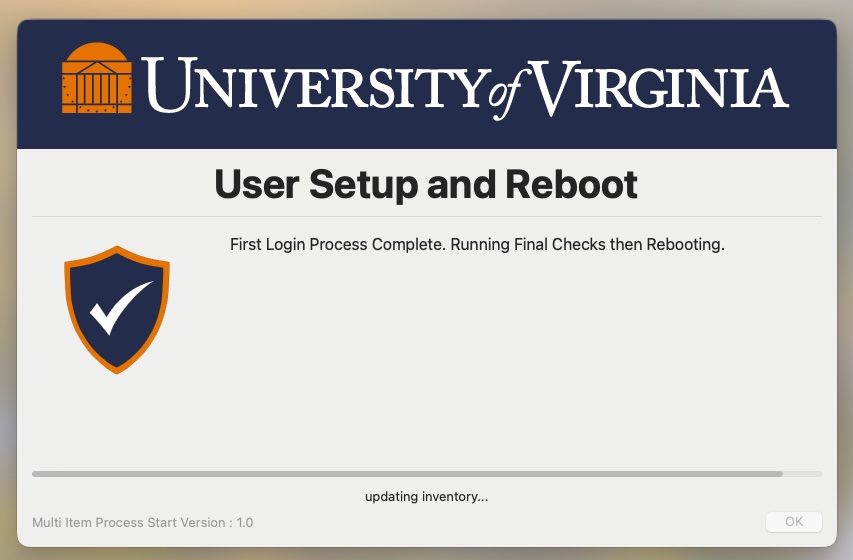 UNIVERSITY of VIRGINIA
User Setup and Reboot
First Login Process Complete. Running Final Checks then Rebooting.
updating inventory...
Multi Item Process Start Version : 1.0
OK